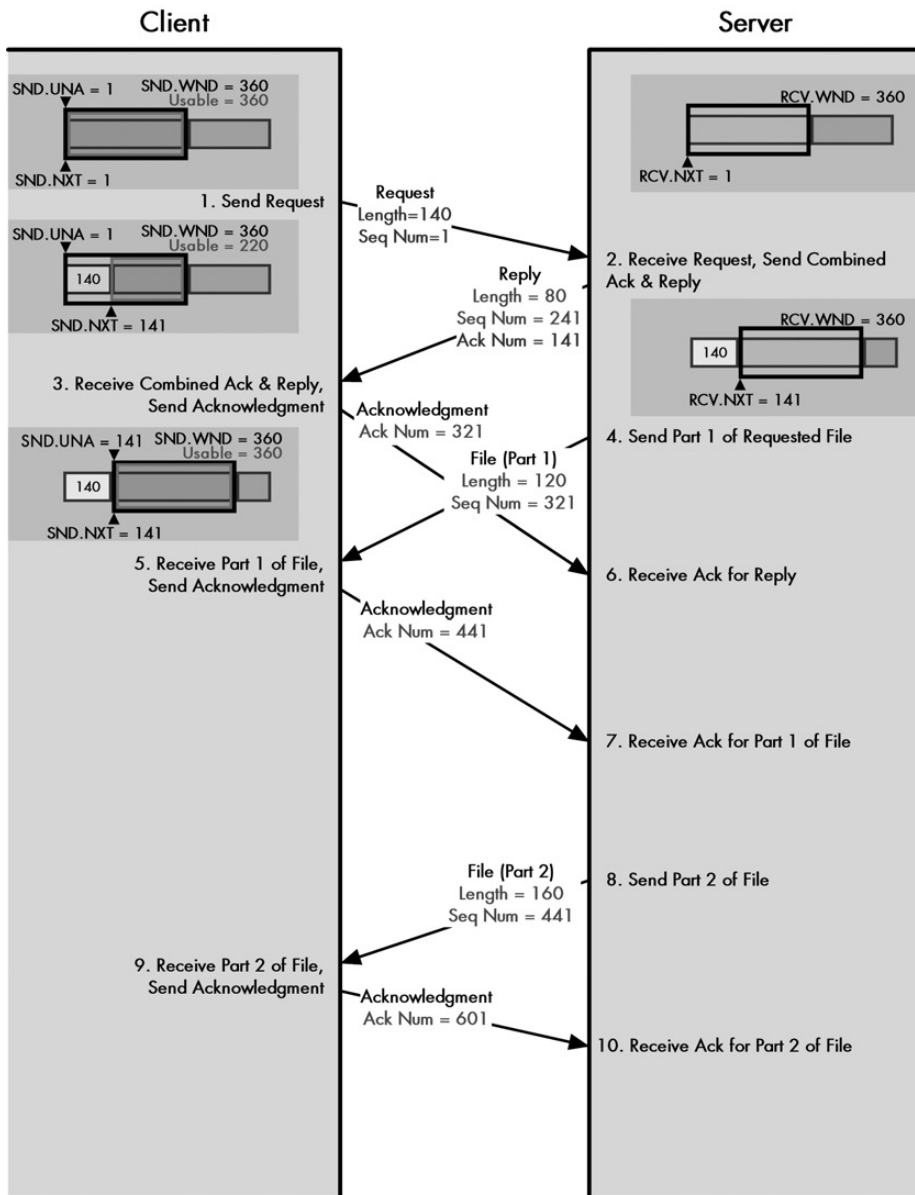 Client
Server
SND.UNA = 1
SND.WND = 360
Usable = 360
SND.NXT = 1
RCV.WND = 360
RCV.NXT = 1
1. Send Request
Request
Length=140
Seq Num=1
SND.UNA = 1
SND.WND = 360
Usable = 220
140
SND.NXT = 141
2. Receive Request, Send Combined
Ack & Reply
Reply
Length = 80
Seq Num = 241
Ack Num = 141
RCV.WND = 360
140
RCV.NXT = 141
3. Receive Combined Ack & Reply,
Send Acknowledgment
Acknowledgment
Ack Num = 321
SND.UNA = 141
SND.WND = 360
Usable = 360
140
SND.NXT = 141
4. Send Part 1 of Requested File
File (Part 1)
Length = 120
Seq Num = 321
5. Receive Part 1 of File,
Send Acknowledgment
6. Receive Ack for Reply
Acknowledgment
Ack Num = 441
7. Receive Ack for Part 1 of File
File (Part 2)
Length = 160
Seq Num = 441
8. Send Part 2 of File
9. Receive Part 2 of File,
Send Acknowledgment
Acknowledgment
Ack Num = 601
10. Receive Ack for Part 2 of File